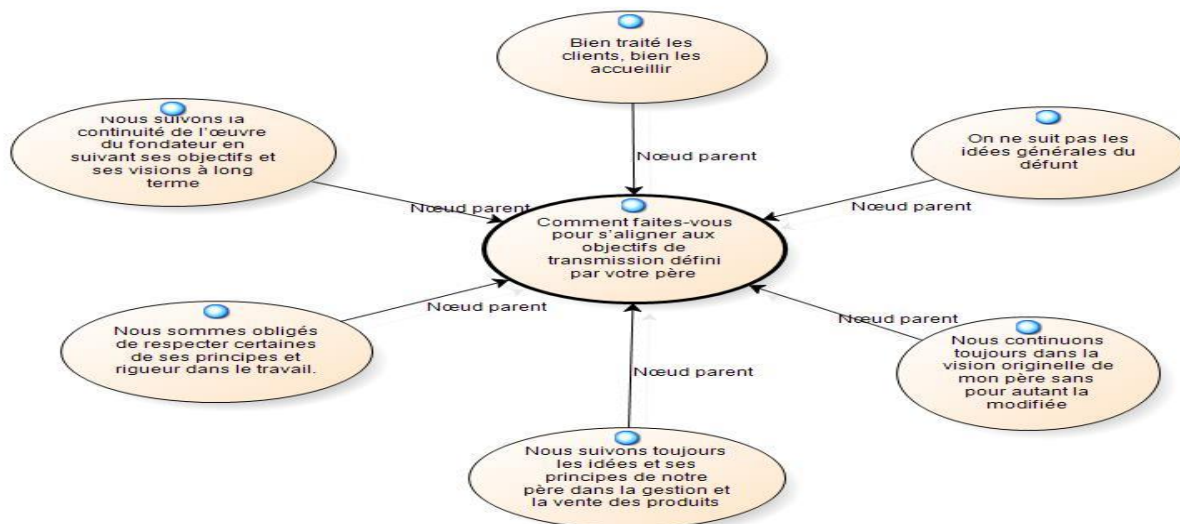 Bien traité les
clients, bien les
accueillir
Nous suivons la
continuité de l'œuvre
du fondateur en
suivant ses objectifs et
ses visions à long
terme
On ne suit pas les
idées générales du
défunt
Nœud parent
Nœud parent
Nœud parent
Comment faites-vous
pour s'aligner aux
objectifs de
transmission défini
par votre père
Nœud parent
Nœud parent
Nœud parent
Nous sommes obligés
de respecter certaines
de ses principes et
rigueur dans le travail.
Nous continuons
toujours dans la
vision originelle de
mon père sans
pour autant la
modifiée
Nous suivons toujours
les idées et ses
principes de notre
père dans la gestion et
la vente des produits